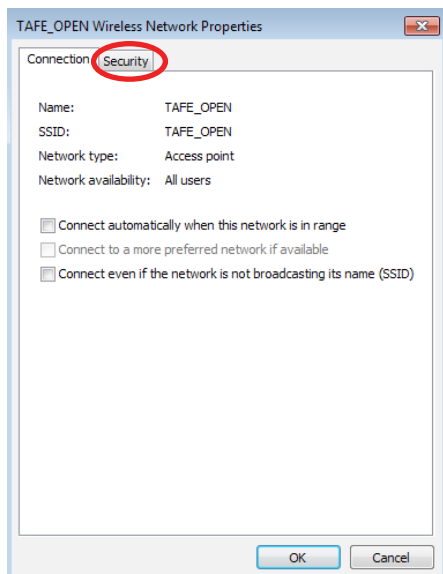 TAFE_OPEN Wireless Network Properties
Connection Security
Name: TAFE_OPEN
SSID: TAFE_OPEN
Network type: Access point
Network availability: All users
Connect automatically when this network is in range
Connect to a more preferred network if available
Connect even if the network is not broadcasting its name (SSID)
OK Cancel